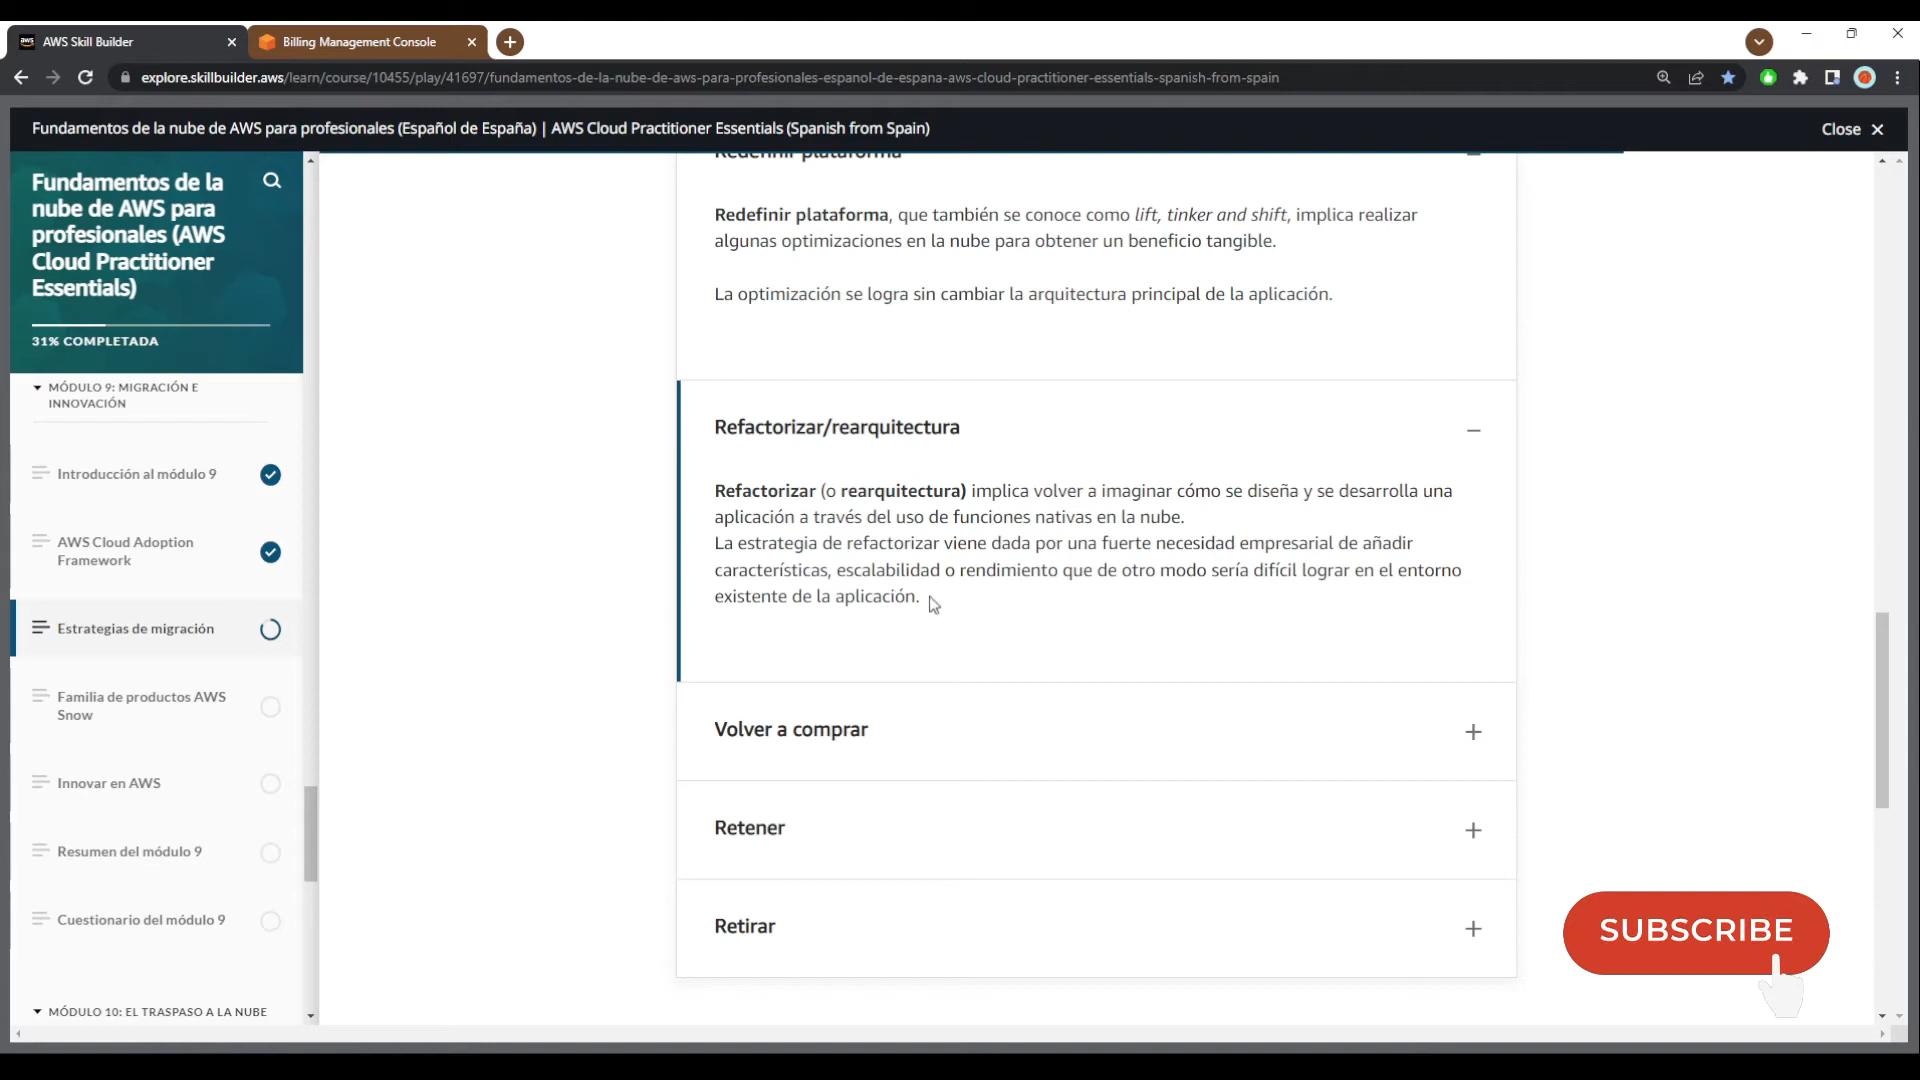 aws AWS Skill Builder
Billing Management Console
explore.skillbuilder.aws/learn/course/10455/play/41697/fundamentos-de-la-nube-de-aws-para-profesionales-espanol-de-espana-aws-cloud-practitioner-essentials-spanish-from-spain
Fundamentos de la nube de AWS para profesionales (Español de España) | AWS Cloud Practitioner Essentials (Spanish from Spain)
Close
Fundamentos de la
nube de AWS para
profesionales (AWS
Cloud Practitioner
Essentials)
31% COMPLETADA
MÓDULO 9: MIGRACIÓN E
INNOVACIÓN
Introducción al módulo 9
AWS Cloud Adoption
Framework
Estrategias de migración
Familia de productos AWS
Snow
Innovar en AWS
Resumen del módulo 9
Cuestionario del módulo 9
MÓDULO 10: EL TRASPASO A LA NUBE
Redefinir plataforma
Redefinir plataforma, que también se conoce como lift, tinker and shift, implica realizar
algunas optimizaciones en la nube para obtener un beneficio tangible.
La optimización se logra sin cambiar la arquitectura principal de la aplicación.
Refactorizar/rearquitectura
Refactorizar (o rearquitectura) implica volver a imaginar cómo se diseña y se desarrolla una
aplicación a través del uso de funciones nativas en la nube.
La estrategia de refactorizar viene dada por una fuerte necesidad empresarial de añadir
características, escalabilidad o rendimiento que de otro modo sería difícil lograr en el entorno
existente de la aplicación.
Volver a comprar
Retener
Retirar
SUBSCRIBE